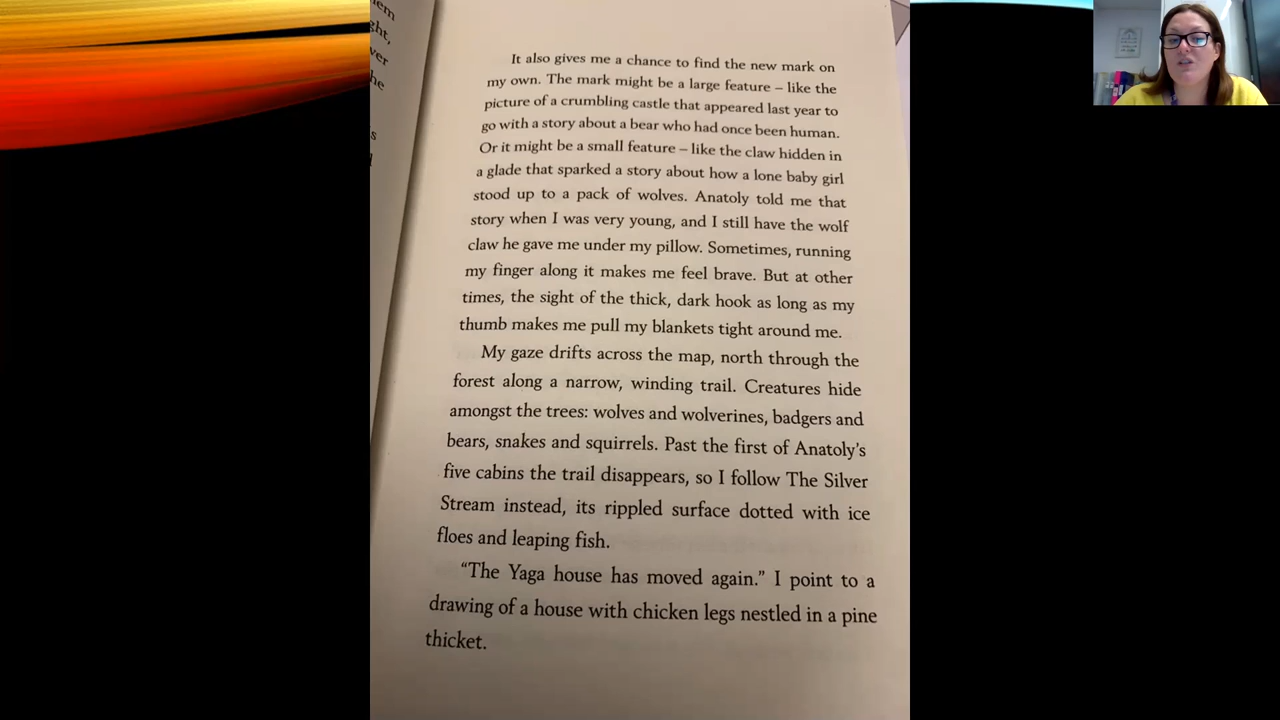 em
ght,
ver
he
s
It also gives me a chance to find the new mark on
my own. The mark might be a large feature – like the
picture of a crumbling castle that appeared last year to
go with a story about a bear who had once been human.
Or it might be a small feature – like the claw hidden in
a glade that sparked a story about how a lone baby girl
stood up to a pack of wolves. Anatoly told me that
story when I was very young, and I still have the wolf
claw he gave me under my pillow. Sometimes, running
my finger along it makes me feel brave. But at other
times, the sight of the thick, dark hook as long as my
thumb makes me pull my blankets tight around me.
My gaze drifts across the map, north through the
forest along a narrow, winding trail. Creatures hide
amongst the trees: wolves and wolverines, badgers and
bears, snakes and squirrels. Past the first of Anatoly’s
five cabins the trail disappears, so I follow The Silver
Stream instead, its rippled surface dotted with ice
floes and leaping fish.
“The Yaga house has moved again.” I point to a
drawing of a house with chicken legs nestled in a pine
thicket.